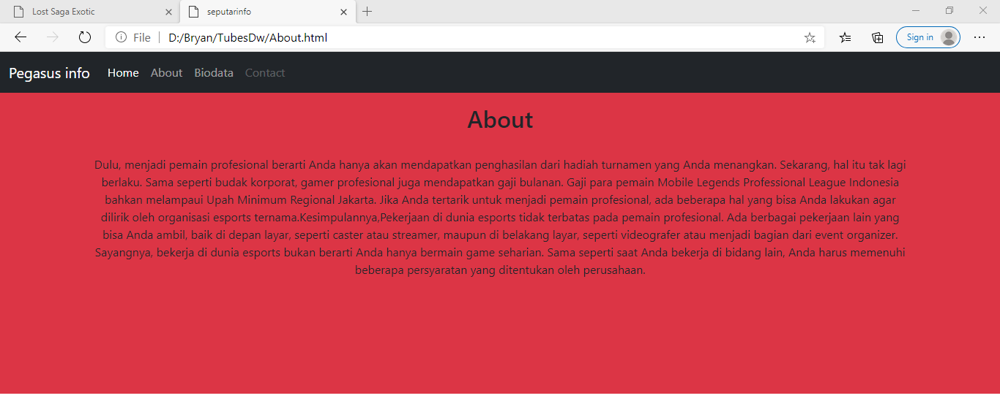 Lost Saga Exotic
seputarinfo
File
D:/Bryan/TubesDw/About.html
Sign in
Pegasus info Home About Biodata Contact
About
Dulu, menjadi pemain profesional berarti Anda hanya akan mendapatkan penghasilan dari hadiah turnamen yang Anda menangkan. Sekarang, hal itu tak lagi
berlaku. Sama seperti budak korporat, gamer profesional juga mendapatkan gaji bulanan. Gaji para pemain Mobile Legends Professional League Indonesia
bahkan melampaui Upah Minimum Regional Jakarta. Jika Anda tertarik untuk menjadi pemain profesional, ada beberapa hal yang bisa Anda lakukan agar
dilirik oleh organisasi esports ternama.Kesimpulannya,Pekerjaan di dunia esports tidak terbatas pada pemain profesional. Ada berbagai pekerjaan lain yang
bisa Anda ambil, baik di depan layar, seperti caster atau streamer, maupun di belakang layar, seperti videografer atau menjadi bagian dari event organizer.
Sayangnya, bekerja di dunia esports bukan berarti Anda hanya bermain game seharian. Sama seperti saat Anda bekerja di bidang lain, Anda harus memenuhi
beberapa persyaratan yang ditentukan oleh perusahaan.